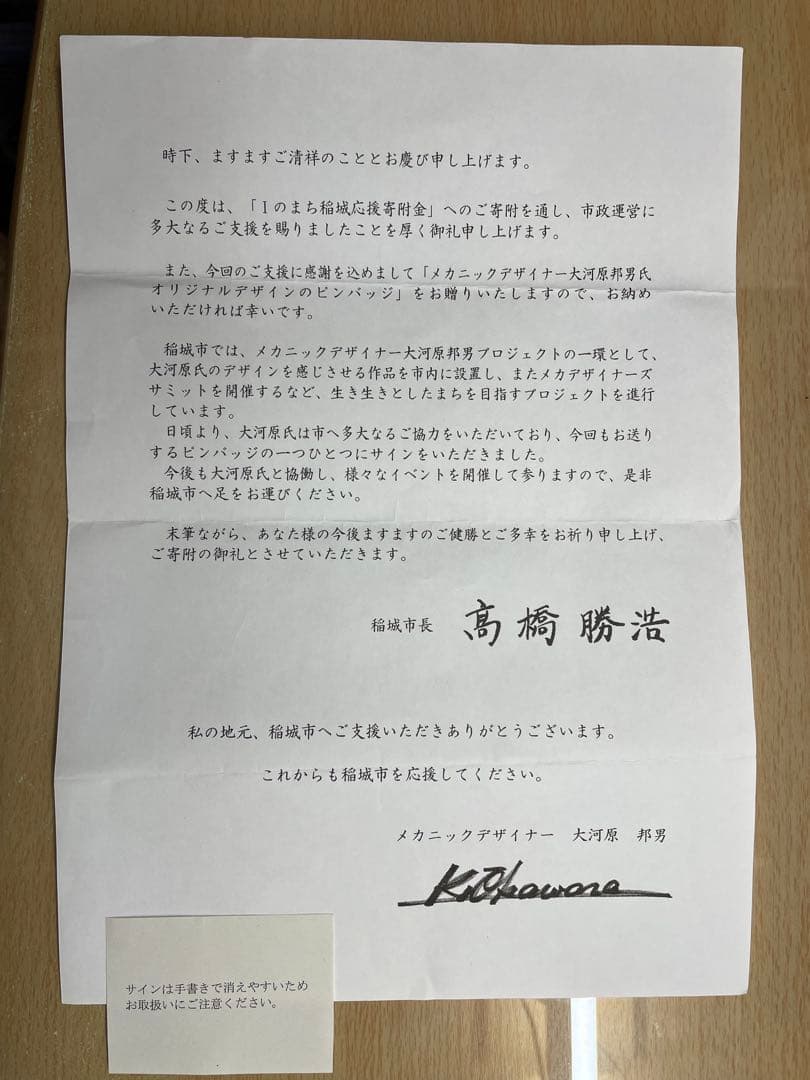 時下、ますますご清祥のこととお慶び申し上げます。
この度は、「Ⅰのまち稲城応援寄附金」へのご寄附を通し、市政運営に
多大なるご支援を賜りましたことを厚く御礼申し上げます。
また、今回のご支援に感謝を込めまして「メカニックデザイナー大河原邦男氏
オリジナルデザインのピンバッジ」をお贈りいたしますので、お納め
いただければ幸いです。
稲城市では、メカニックデザイナー大河原邦男プロジェクトの一環として、
大河原氏のデザインを感じさせる作品を市内に設置し、またメカデザイナーズ
サミットを開催するなど、生き生きとしたまちを目指すプロジェクトを進行
しています。
日頃より、大河原氏は市へ多大なるご協力をいただいており、今回もお送り
するピンバッジの一つひとつにサインをいただきました。
今後も大河原氏と協働し、様々なイベントを開催して参りますので、是非
稲城市へ足をお運びください。
末筆ながら、あなた様の今後ますますのご健勝とご多幸をお祈り申し上げ、
ご寄附の御礼とさせていただきます。
稲城市長 髙橋勝浩
私の地元、稲城市へご支援いただきありがとうございます。
これからも稲城市を応援してください。
メカニックデザイナー 大河原 邦男
K.Okawara
サインは手書きで消えやすいため
お取扱いにご注意ください。